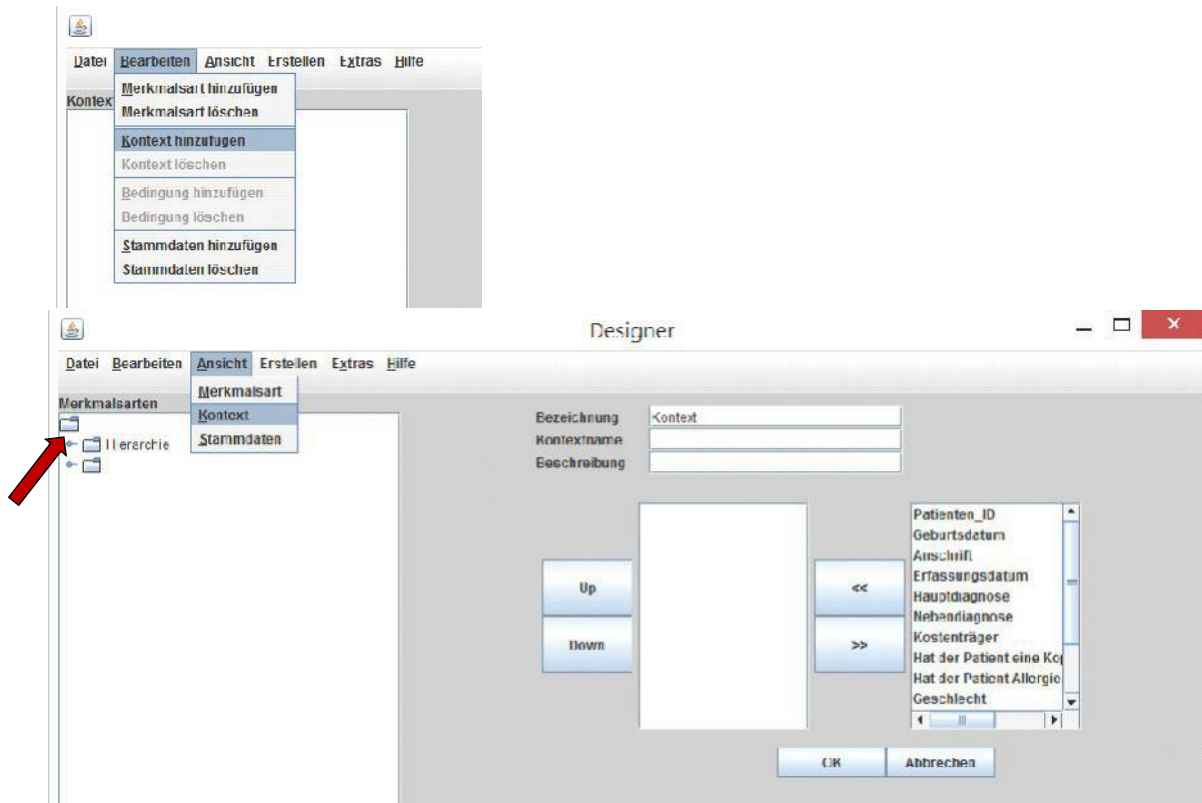 Datei Bearbeiten Ansicht Erstellen Extras Hilfe
Merkmalsart hinzufügen
Kontex
Merkmalsart löschen
Kontext hinzufügen
Kontext löschen
Bedingung hinzufügen
Bedingung löschen
Stammdaten hinzufügen
Stammdaten löschen
Designer
Datei Bearbeiten Ansicht Erstellen Extras Hilfe
Merkmalsart
Merkmalsarten
Kontext
Hierarchie
Stammdaten
Bezeichnung Kontext
Kontextname
Beschreibung
Up
Down
<<
>>
Patienten_ID
Geburtsdatum
Anschrift
Erfassungsdatum
Hauptdiagnose
Nebendiagnose
Kostenträger
Hat der Patient eine Kop
Hat der Patient Allergie
Geschlecht
OK Abbrechen